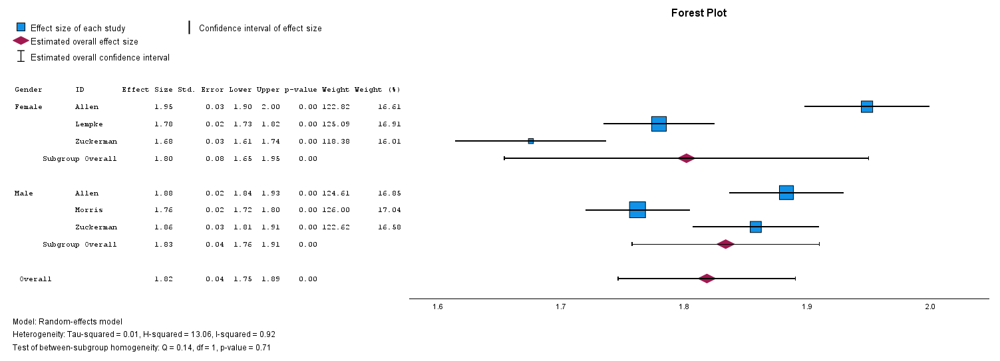 Forest Plot
Effect size of each study Confidence interval of effect size
Estimated overall effect size
Estimated overall confidence interval
Gender ID Effect Size Std. Error Lower Upper p-value Weight Weight (%)
Female Allen 1.95 0.03 1.90 2.00 0.00 122.82 16.61
Lempke 1.78 0.02 1.73 1.82 0.00 125.09 16.91
Zuckerman 1.68 0.03 1.61 1.74 0.00 118.38 16.01
Subgroup Overall 1.80 0.08 1.65 1.95 0.00
Male Allen 1.88 0.02 1.84 1.93 0.00 124.61 16.85
Morris 1.76 0.02 1.72 1.80 0.00 126.00 17.04
Zuckerman 1.86 0.03 1.81 1.91 0.00 122.62 16.58
Subgroup Overall 1.83 0.04 1.76 1.91 0.00
Overall 1.82 0.04 1.75 1.89 0.00
1.6 1.7 1.8 1.9 2.0
Model: Random-effects model
Heterogeneity: Tau-squared = 0.01, H-squared = 13.06, I-squared = 0.92
Test of between-subgroup homogeneity: Q = 0.14, df = 1, p-value = 0.71